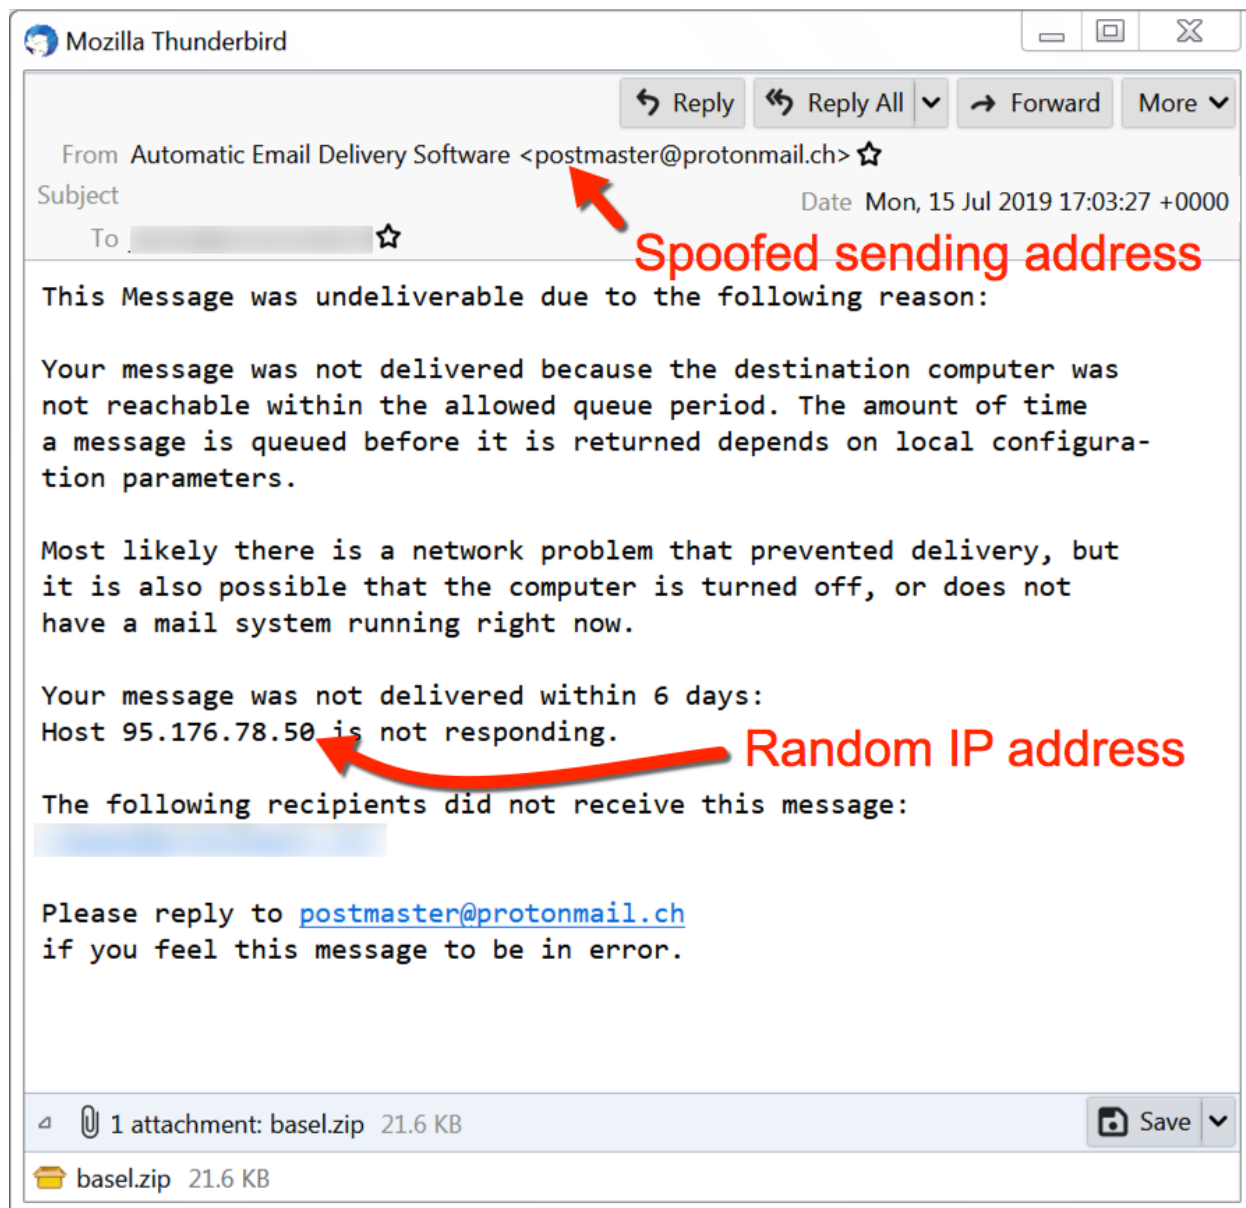 Mozilla Thunderbird
Reply Reply All Forward More
From Automatic Email Delivery Software <postmaster@protonmail.ch>
Subject
Date Mon, 15 Jul 2019 17:03:27 +0000
To
Spoofed sending address
This Message was undeliverable due to the following reason:
Your message was not delivered because the destination computer was
not reachable within the allowed queue period. The amount of time
a message is queued before it is returned depends on local configura-
tion parameters.
Most likely there is a network problem that prevented delivery, but
it is also possible that the computer is turned off, or does not
have a mail system running right now.
Your message was not delivered within 6 days:
Host 95.176.78.50 is not responding.
Random IP address
The following recipients did not receive this message:
Please reply to postmaster@protonmail.ch
if you feel this message to be in error.
1 attachment: basel.zip 21.6 KB
Save
basel.zip 21.6 KB